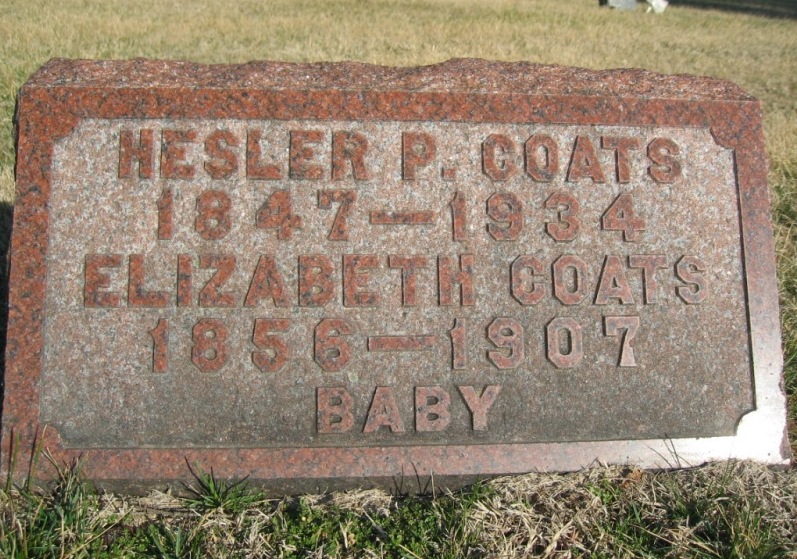 HESLER P. COATS
1847—1934
ELIZABETH COATS
1856—1907
BABY